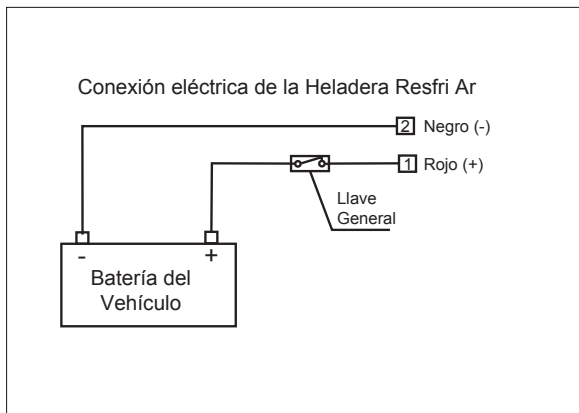 Conexión eléctrica de la Heladera Resfri Ar
2 Negro (-)
1 Rojo (+)
Llave
General
- +
Batería del
Vehículo